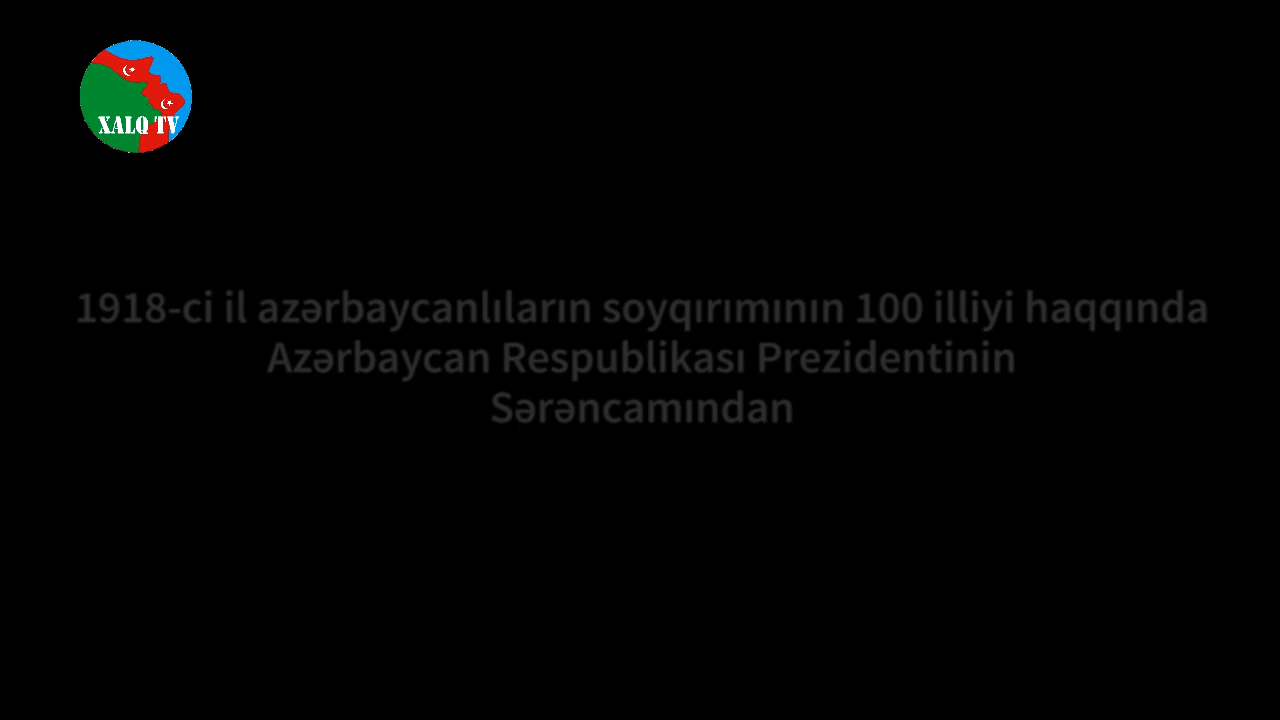 XALQ TV
1918-ci il azərbaycanlıların soyqırımının 100 illiyi haqqında
Azərbaycan Respublikası Prezidentinin
Sərəncamından